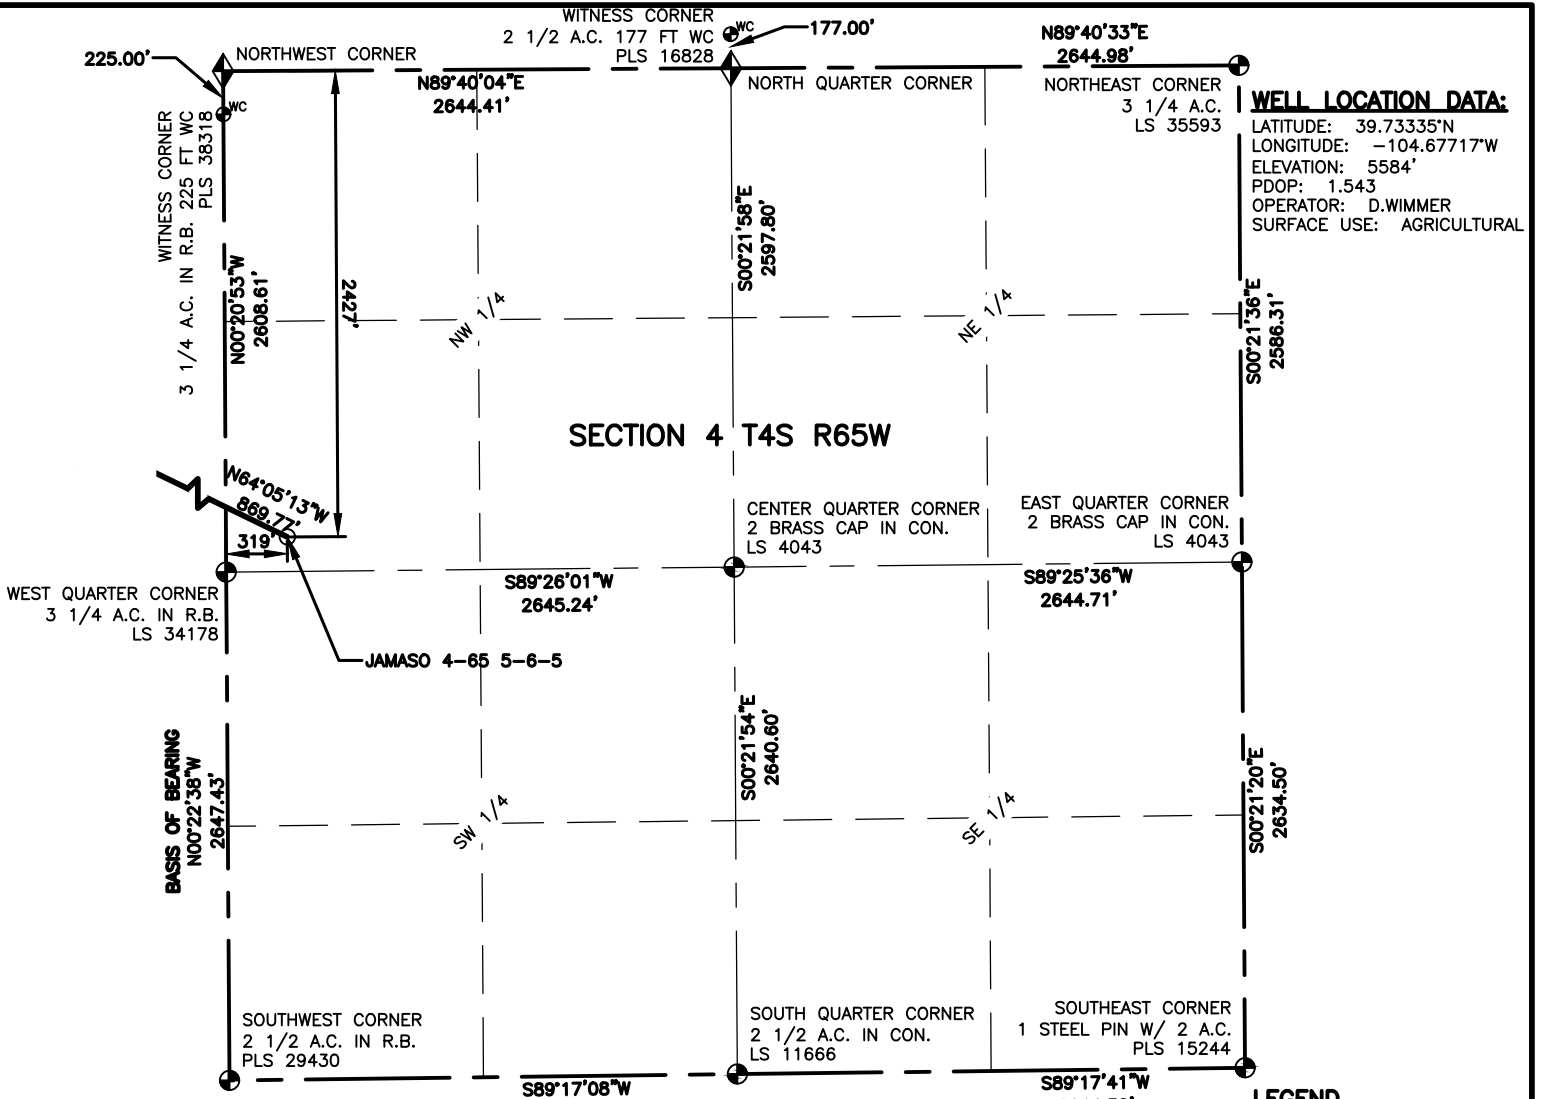 WITNESS CORNER
2 1/2 A.C. 177 FT WC
PLS 16828
WC
177.00'
N89°40'33"E
2644.98'
225.00'
NORTHWEST CORNER
N89°40'04"E
2644.41'
NORTH QUARTER CORNER
NORTHEAST CORNER
3 1/4 A.C.
LS 35593
WELL LOCATION DATA:
LATITUDE: 39.73335°N
LONGITUDE: -104.67717°W
ELEVATION: 5584'
PDOP: 1.543
OPERATOR: D.WIMMER
SURFACE USE: AGRICULTURAL
WC
WITNESS CORNER
3 1/4 A.C. IN R.B. 225 FT WC
PLS 38318
N00°20'53"W
2608.61'
2427'
S00°21'58"E
2597.80'
S00°21'36"E
2586.31'
NW 1/4
NE 1/4
SECTION 4 T4S R65W
N64°05'13"W
869.77'
319'
CENTER QUARTER CORNER
2 BRASS CAP IN CON.
LS 4043
EAST QUARTER CORNER
2 BRASS CAP IN CON.
LS 4043
WEST QUARTER CORNER
3 1/4 A.C. IN R.B.
LS 34178
S89°26'01"W
2645.24'
S89°25'36"W
2644.71'
JAMASO 4-65 5-6-5
BASIS OF BEARING
N00°22'38"W
2647.43'
S00°21'54"E
2640.60'
S00°21'20"E
2634.50'
SW 1/4
SE 1/4
SOUTHWEST CORNER
2 1/2 A.C. IN R.B.
PLS 29430
SOUTH QUARTER CORNER
2 1/2 A.C. IN CON.
LS 11666
SOUTHEAST CORNER
1 STEEL PIN W/ 2 A.C.
PLS 15244
S89°17'08"W
S89°17'41"W
LEGEND